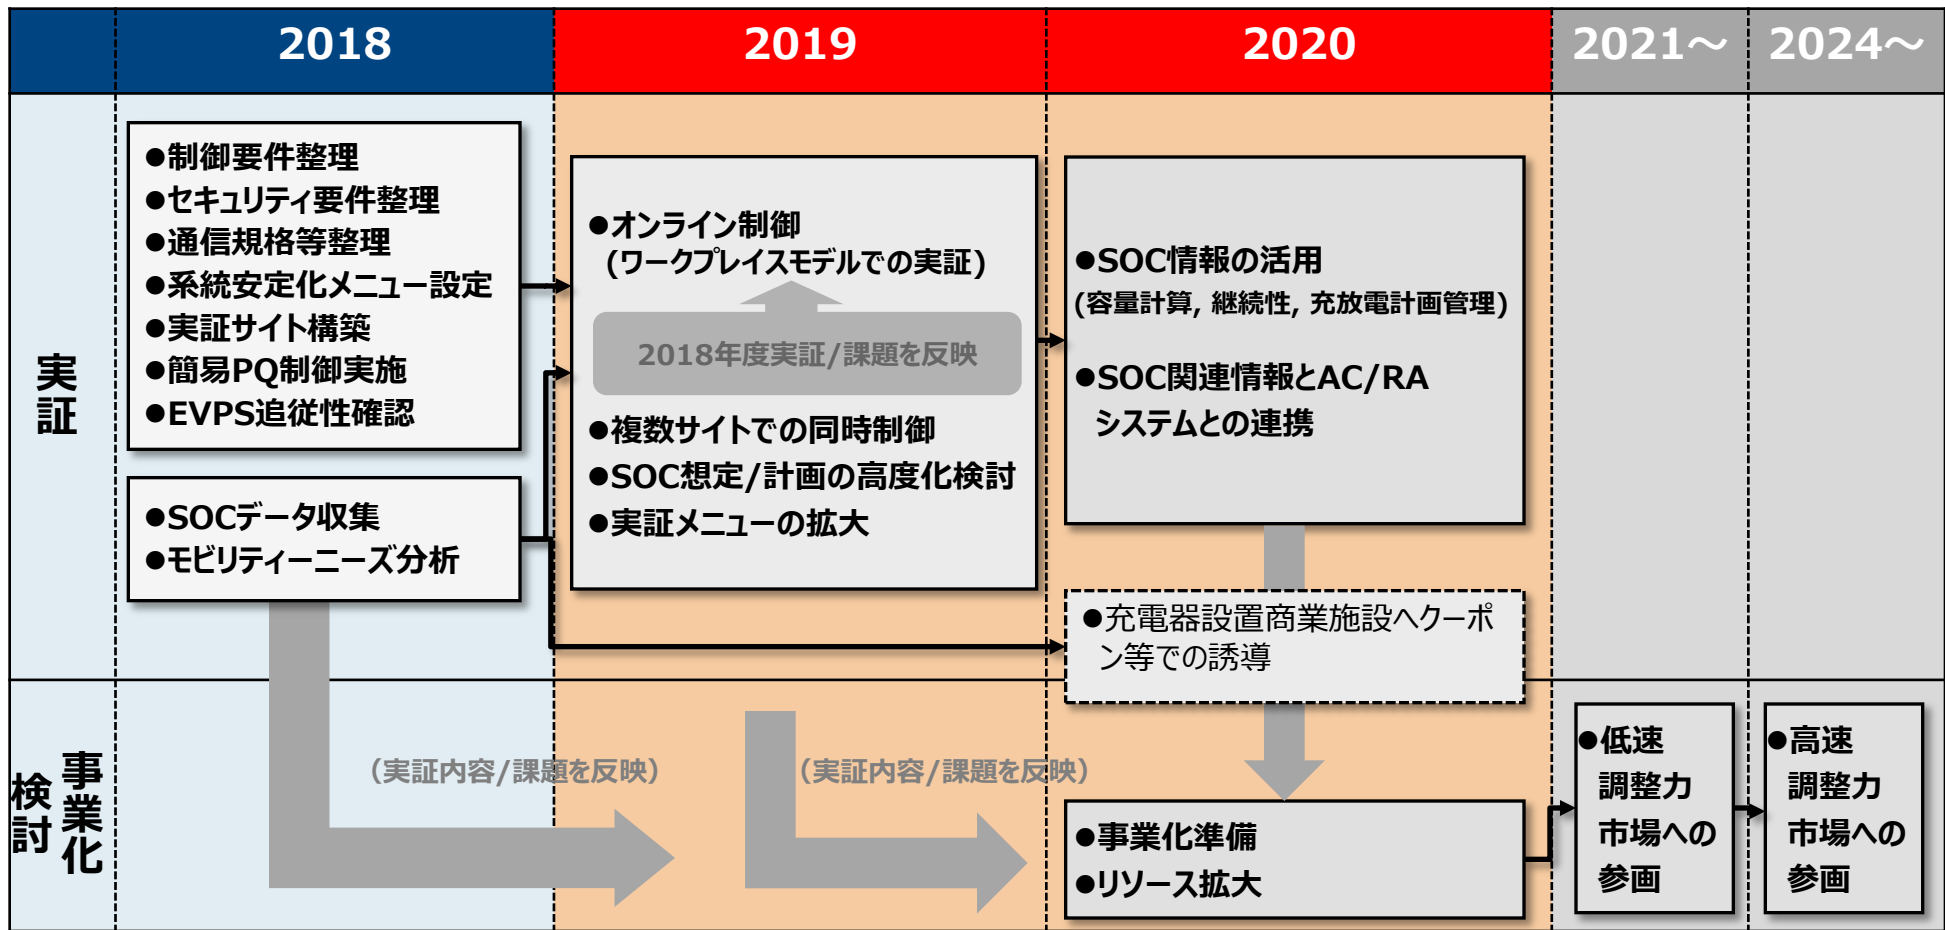 2018
2019
2020
2021～
2024～
実証
●制御要件整理
●セキュリティ要件整理
●通信規格等整理
●系統安定化メニュー設定
●実証サイト構築
●簡易PQ制御実施
●EVPS追従性確認
●SOCデータ収集
●モビリティーニーズ分析
●オンライン制御
(ワークプレイスモデルでの実証)
2018年度実証/課題を反映
●複数サイトでの同時制御
●SOC想定/計画の高度化検討
●実証メニューの拡大
●SOC情報の活用
(容量計算, 継続性, 充放電計画管理)
●SOC関連情報とAC/RA
システムとの連携
●充電器設置商業施設へクーポ
ン等での誘導
事業化
検討
（実証内容/課題を反映）
（実証内容/課題を反映）
●事業化準備
●リソース拡大
●低速
調整力
市場への
参画
●高速
調整力
市場への
参画